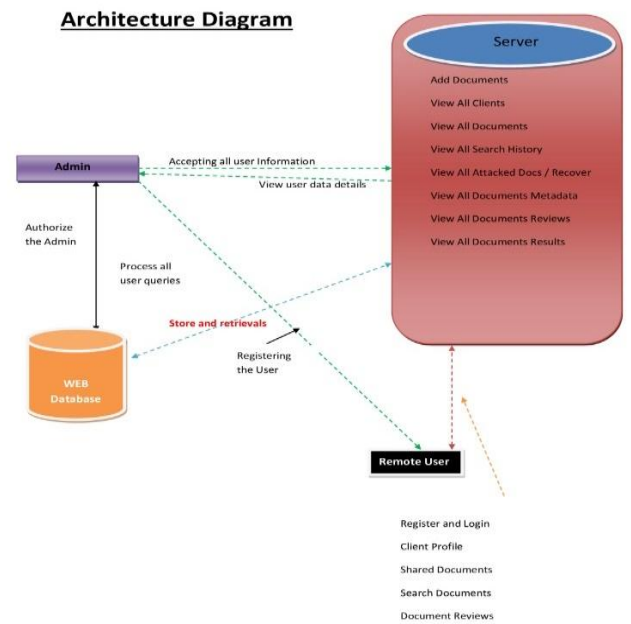 Architecture Diagram
Server
Add Documents
View All Clients
View All Documents
View All Search History
View All Attacked Docs / Recover
View All Documents Metadata
View All Documents Reviews
View All Documents Results
Admin
Accepting all user Information
View user data details
Authorize
the Admin
Process all
user queries
Store and retrievals
Registering
the User
WEB
Database
Remote User
Register and Login
Client Profile
Shared Documents
Search Documents
Document Reviews